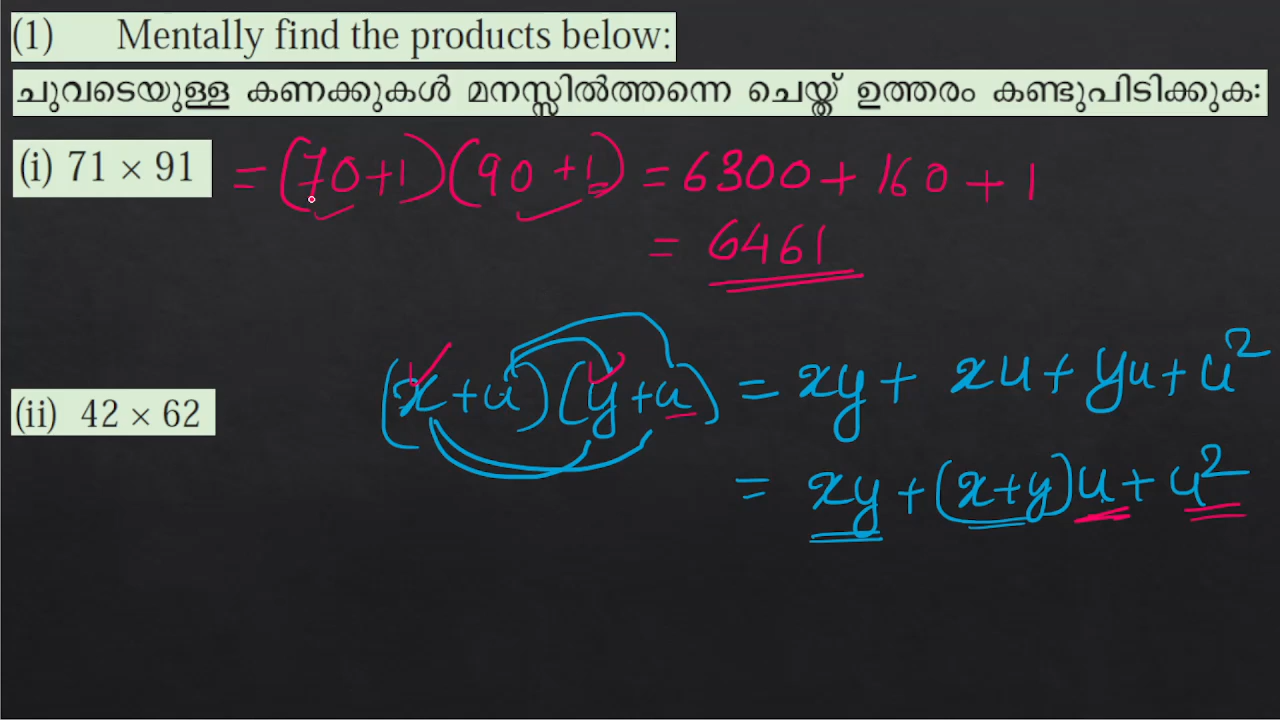 (1) Mentally find the products below:
ചുവടെയുള്ള കണക്കുകൾ മനസ്സിൽത്തന്നെ ചെയ്ത് ഉത്തരം കണ്ടുപിടിക്കുക:
(i) 71 × 91 = (70+1)(90+1) = 6300 + 160 + 1
= 6461
(x+u)(y+u) = xy + xu + yu + u²
(ii) 42 × 62
= xy + (x+y)u + u²